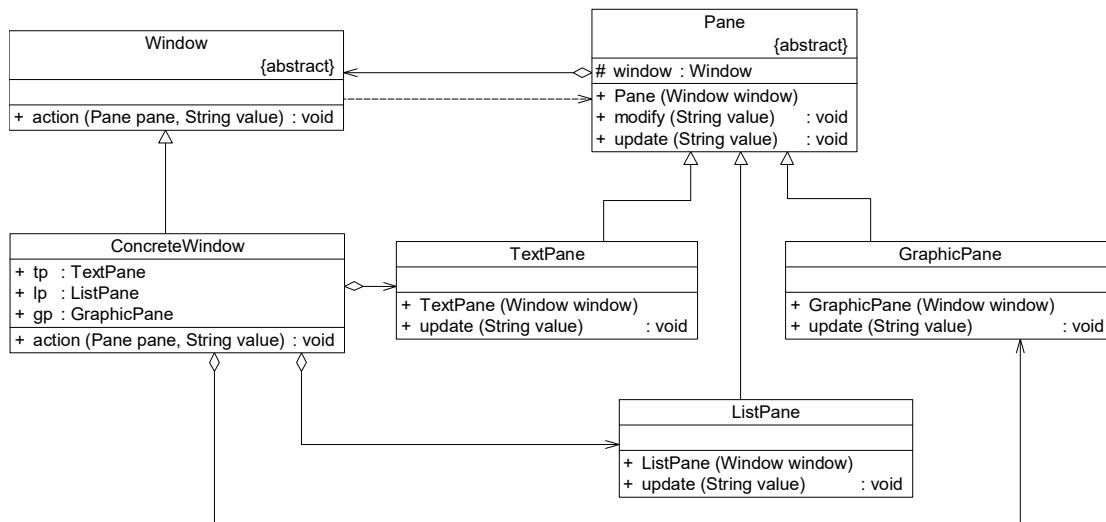 Window
{abstract}
+ action (Pane pane, String value) : void
Pane
{abstract}
# window : Window
+ Pane (Window window)
+ modify (String value) : void
+ update (String value) : void
ConcreteWindow
+ tp : TextPane
+ lp : ListPane
+ gp : GraphicPane
+ action (Pane pane, String value) : void
TextPane
+ TextPane (Window window)
+ update (String value) : void
GraphicPane
+ GraphicPane (Window window)
+ update (String value) : void
ListPane
+ ListPane (Window window)
+ update (String value) : void